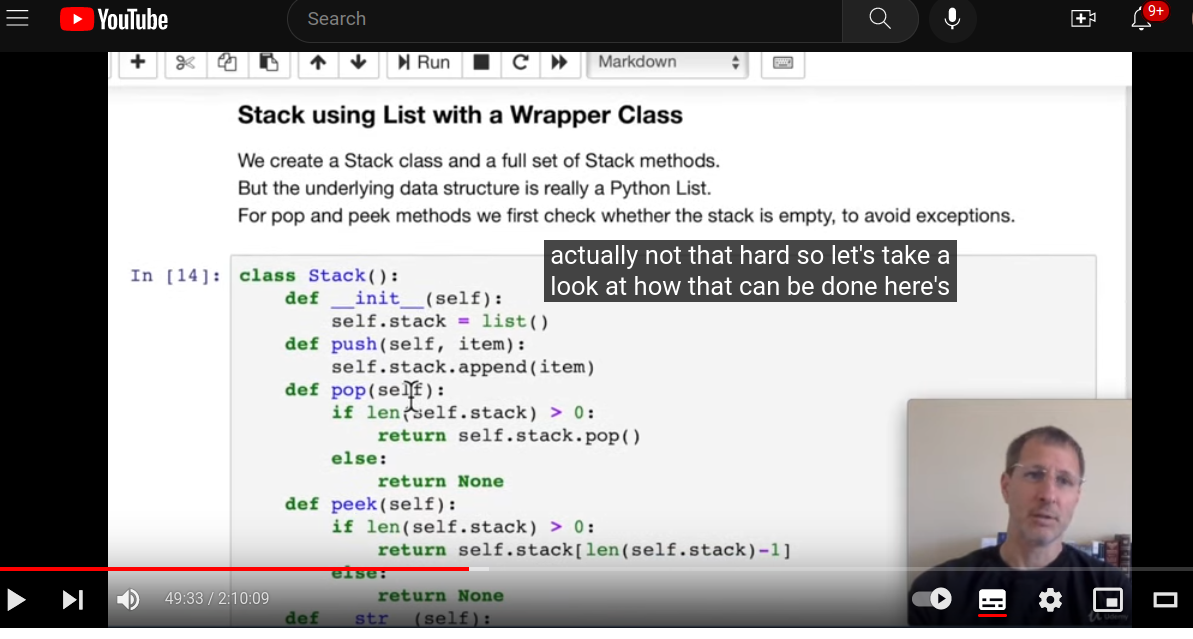 YouTube
Search
9+
Run
Markdown
Stack using List with a Wrapper Class
We create a Stack class and a full set of Stack methods.
But the underlying data structure is really a Python List.
For pop and peek methods we first check whether the stack is empty, to avoid exceptions.
actually not that hard so let's take a
look at how that can be done here's
In [14]: class Stack():
def __init__(self):
self.stack = list()
def push(self, item):
self.stack.append(item)
def pop(self):
if len(self.stack) > 0:
return self.stack.pop()
else:
return None
def peek(self):
if len(self.stack) > 0:
return self.stack[len(self.stack)-1]
else:
return None
def __str__(self):
49:33 / 2:10:09
Udemy